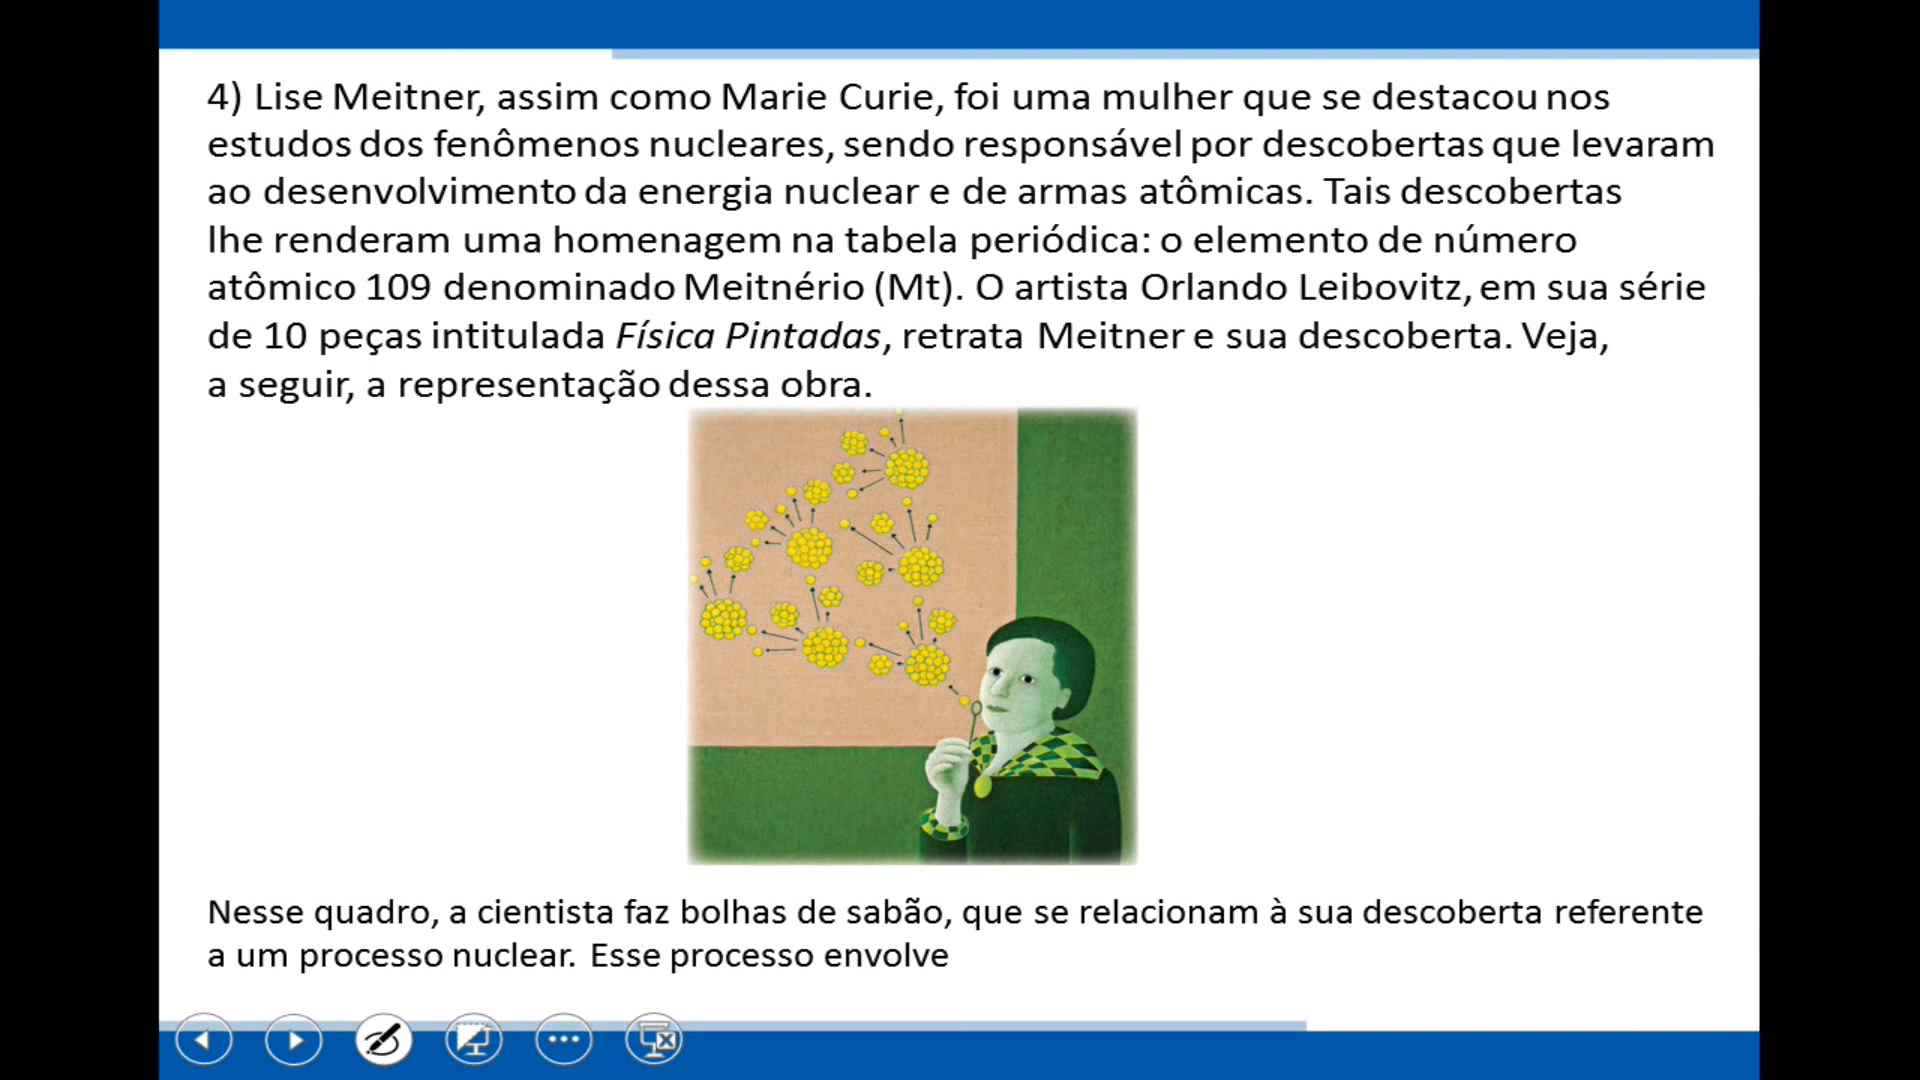 4) Lise Meitner, assim como Marie Curie, foi uma mulher que se destacou nos
estudos dos fenômenos nucleares, sendo responsável por descobertas que levaram
ao desenvolvimento da energia nuclear e de armas atômicas. Tais descobertas
lhe renderam uma homenagem na tabela periódica: o elemento de número
atômico 109 denominado Meitnério (Mt). O artista Orlando Leibovitz, em sua série
de 10 peças intitulada Física Pintadas, retrata Meitner e sua descoberta. Veja,
a seguir, a representação dessa obra.
Nesse quadro, a cientista faz bolhas de sabão, que se relacionam à sua descoberta referente
a um processo nuclear. Esse processo envolve